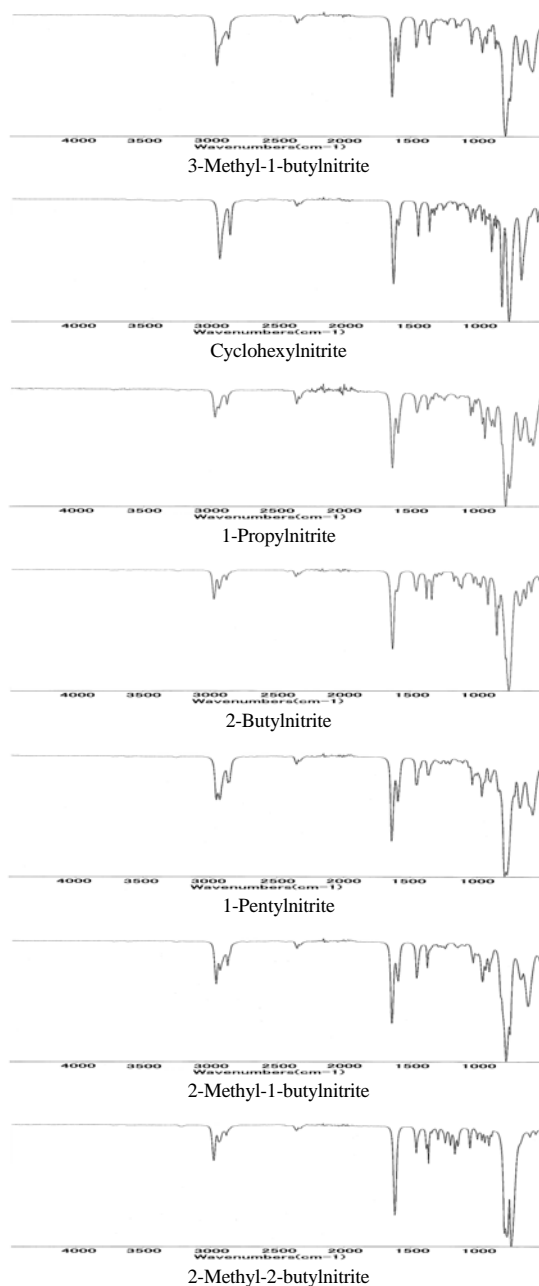 4000 3500 3000 2500 2000 1500 1000
Wavenumbers(cm-1)
3-Methyl-1-butylnitrite
4000 3500 3000 2500 2000 1500 1000
Wavenumbers(cm-1)
Cyclohexylnitrite
4000 3500 3000 2500 2000 1500 1000
Wavenumbers(cm-1)
1-Propylnitrite
4000 3500 3000 2500 2000 1500 1000
Wavenumbers(cm-1)
2-Butylnitrite
4000 3500 3000 2500 2000 1500 1000
Wavenumbers(cm-1)
1-Pentylnitrite
4000 3500 3000 2500 2000 1500 1000
Wavenumbers(cm-1)
2-Methyl-1-butylnitrite
4000 3500 3000 2500 2000 1500 1000
Wavenumbers(cm-1)
2-Methyl-2-butylnitrite